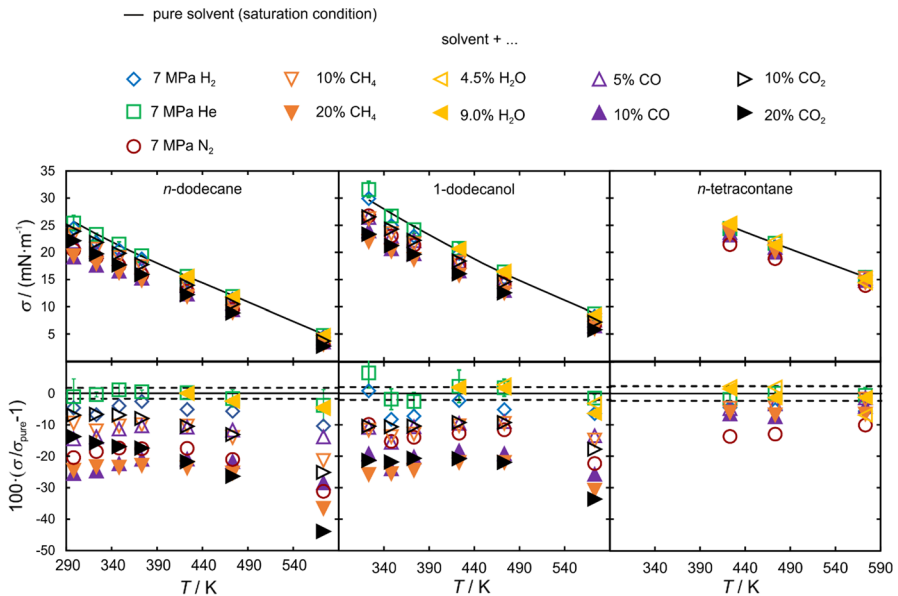 pure solvent (saturation condition)
solvent + ...
7 MPa H₂ 10% CH₄ 4.5% H₂O 5% CO 10% CO₂
7 MPa He 20% CH₄ 9.0% H₂O 10% CO 20% CO₂
7 MPa N₂
n-dodecane 1-dodecanol n-tetracontane
σ / (mN·m⁻¹)
35
30
25
20
15
10
5
100·(σ/σpure−1)
0
-10
-20
-30
-40
-50
290 340 390 440 490 540 340 390 440 490 540 340 390 440 490 540 590
T / K T / K T / K